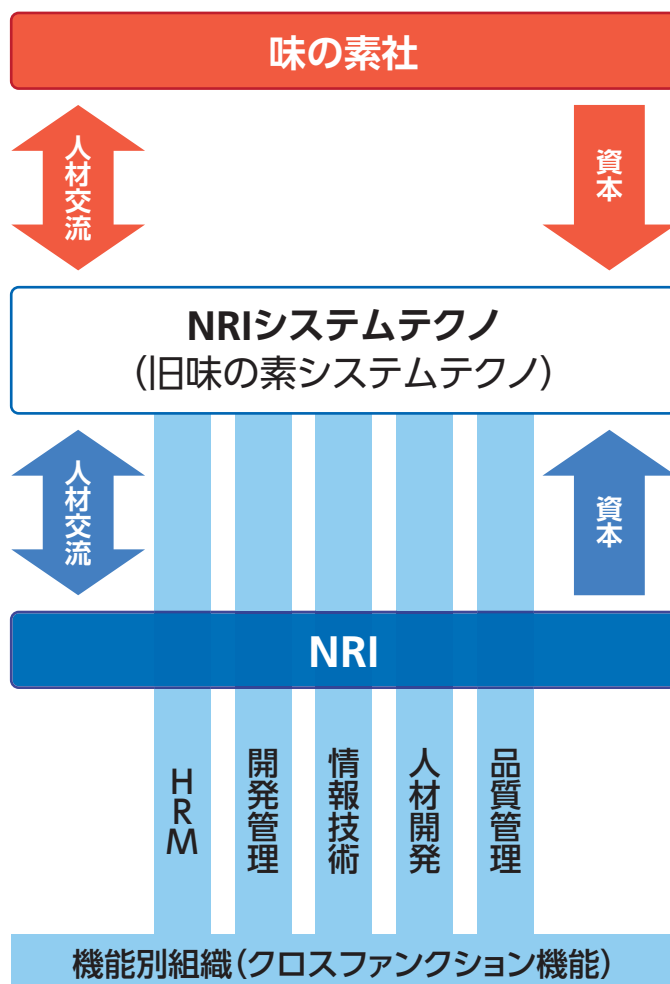 味の素社
人材交流
資本
NRIシステムテクノ
(旧味の素システムテクノ)
人材交流
資本
NRI
HRM
開発管理
情報技術
人材開発
品質管理
機能別組織(クロスファンクション機能)